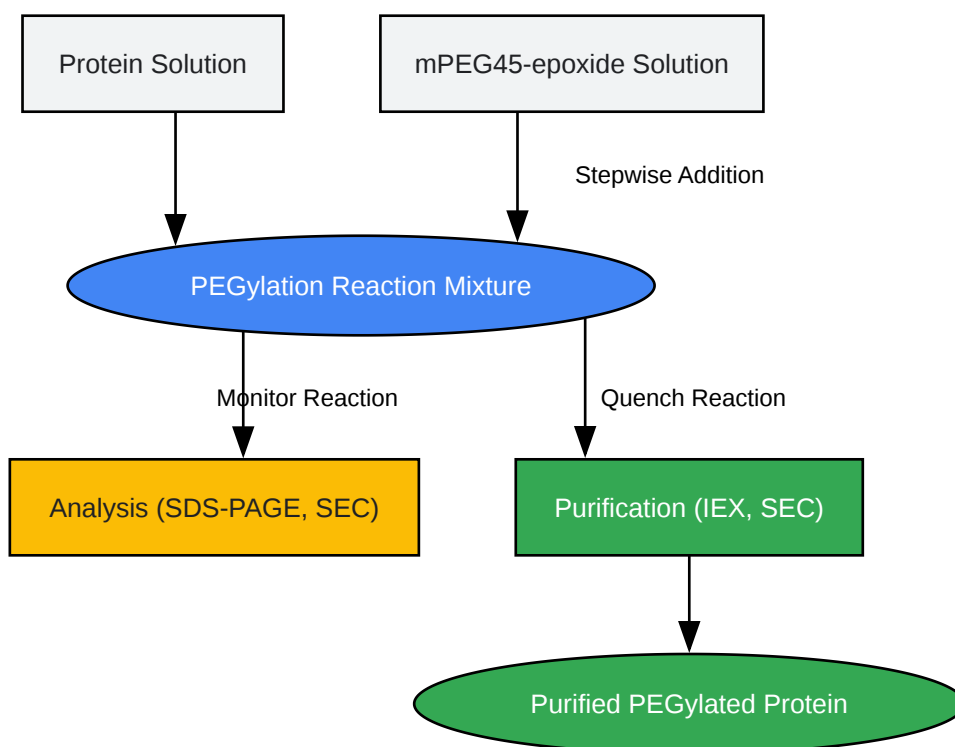 Protein Solution
mPEG45-epoxide Solution
Stepwise Addition
PEGylation Reaction Mixture
Monitor Reaction
Quench Reaction
Analysis (SDS-PAGE, SEC)
Purification (IEX, SEC)
Purified PEGylated Protein